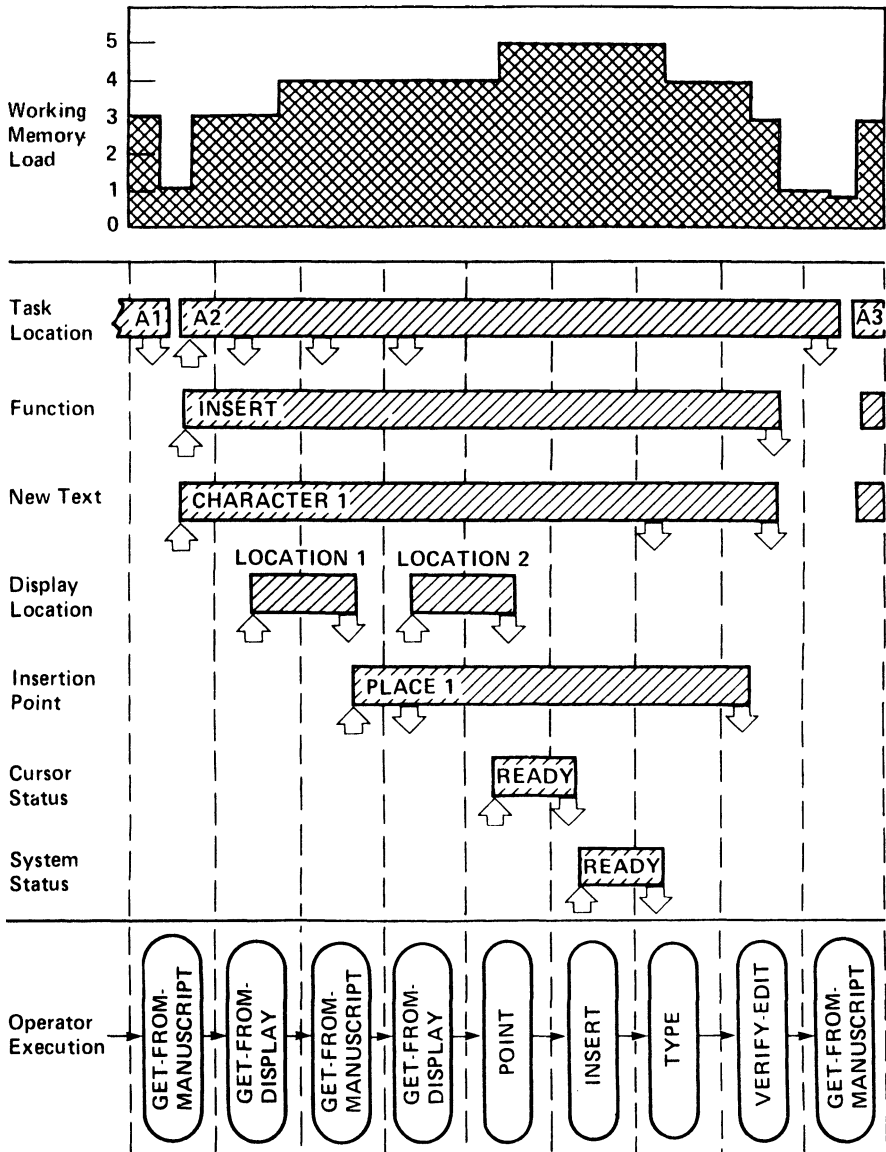 5
4
Working
Memory
Load
3
2
1
0
Task
Location
A1
A2
A3
Function
INSERT
New Text
CHARACTER 1
LOCATION 1
LOCATION 2
Display
Location
Insertion
Point
PLACE 1
Cursor
Status
READY
System
Status
READY
Operator
Execution
GET-FROM-
MANUSCRIPT
GET-FROM-
DISPLAY
GET-FROM-
MANUSCRIPT
GET-FROM-
DISPLAY
POINT
INSERT
TYPE
VERIFY-EDIT
GET-FROM-
MANUSCRIPT